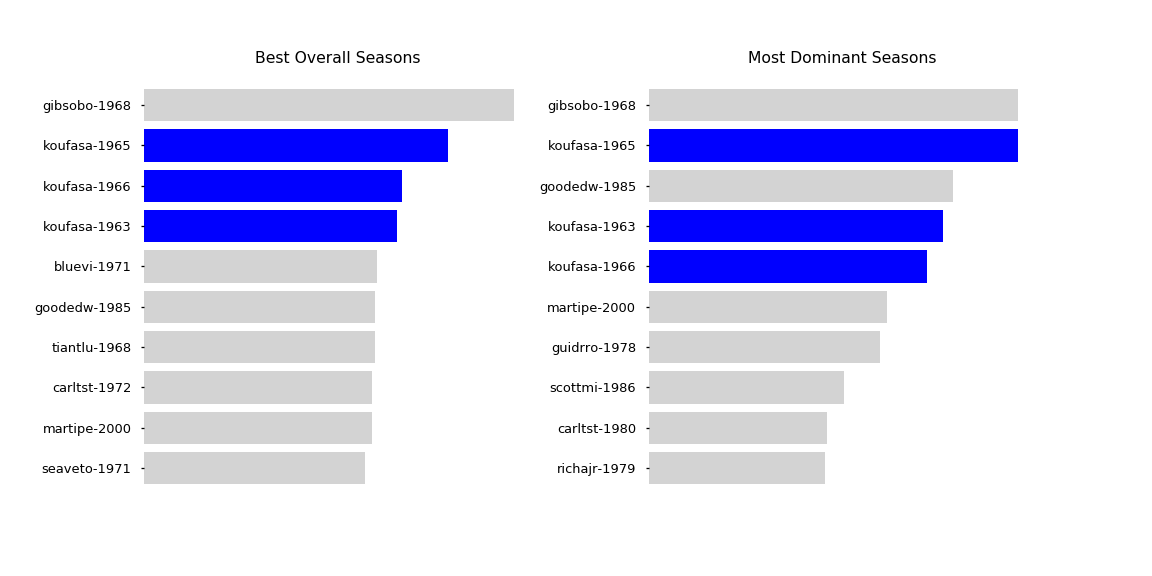 Best Overall Seasons
gibsobo-1968
koufasa-1965
koufasa-1966
koufasa-1963
bluevi-1971
goodedw-1985
tiantlu-1968
carltst-1972
martipe-2000
seaveto-1971
Most Dominant Seasons
gibsobo-1968
koufasa-1965
goodedw-1985
koufasa-1963
koufasa-1966
martipe-2000
guidrro-1978
scottmi-1986
carltst-1980
richajr-1979